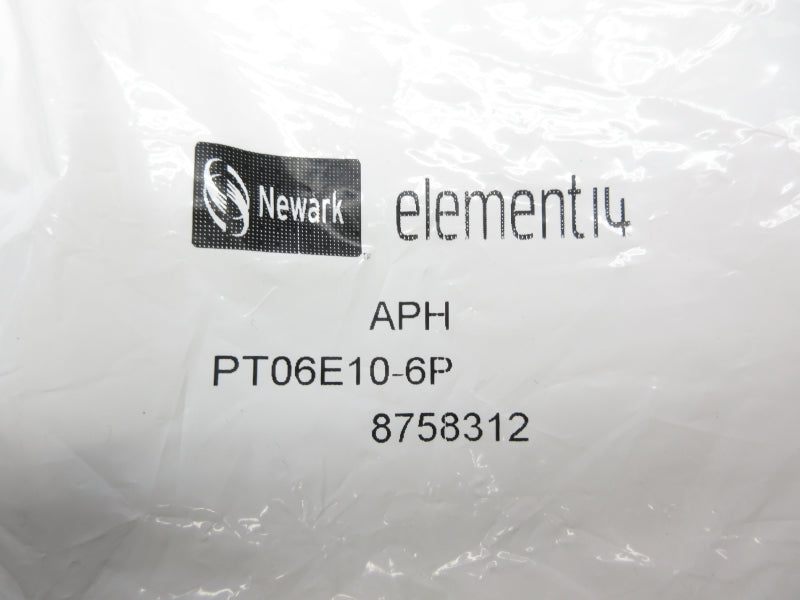 Newark element14
APH
PT06E10-6P
8758312